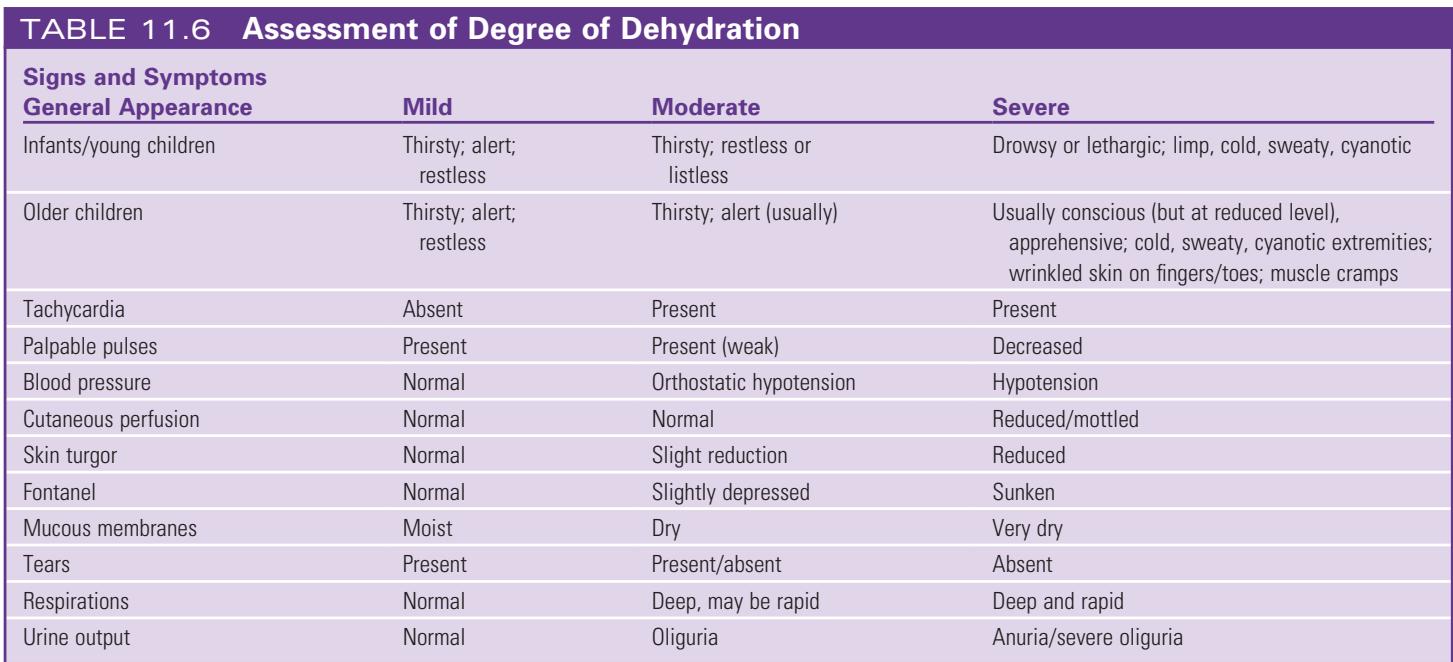 TABLE 11.6 Assessment of Degree of Dehydration
Signs and Symptoms
General Appearance Mild Moderate Severe
Infants/young children Thirsty; alert; Thirsty; restless or Drowsy or lethargic; limp, cold, sweaty, cyanotic
restless listless
Older children Thirsty; alert; Thirsty; alert (usually) Usually conscious (but at reduced level),
restless apprehensive; cold, sweaty, cyanotic extremities;
wrinkled skin on fingers/toes; muscle cramps
Tachycardia Absent Present Present
Palpable pulses Present Present (weak) Decreased
Blood pressure Normal Orthostatic hypotension Hypotension
Cutaneous perfusion Normal Normal Reduced/mottled
Skin turgor Normal Slight reduction Reduced
Fontanel Normal Slightly depressed Sunken
Mucous membranes Moist Dry Very dry
Tears Present Present/absent Absent
Respirations Normal Deep, may be rapid Deep and rapid
Urine output Normal Oliguria Anuria/severe oliguria